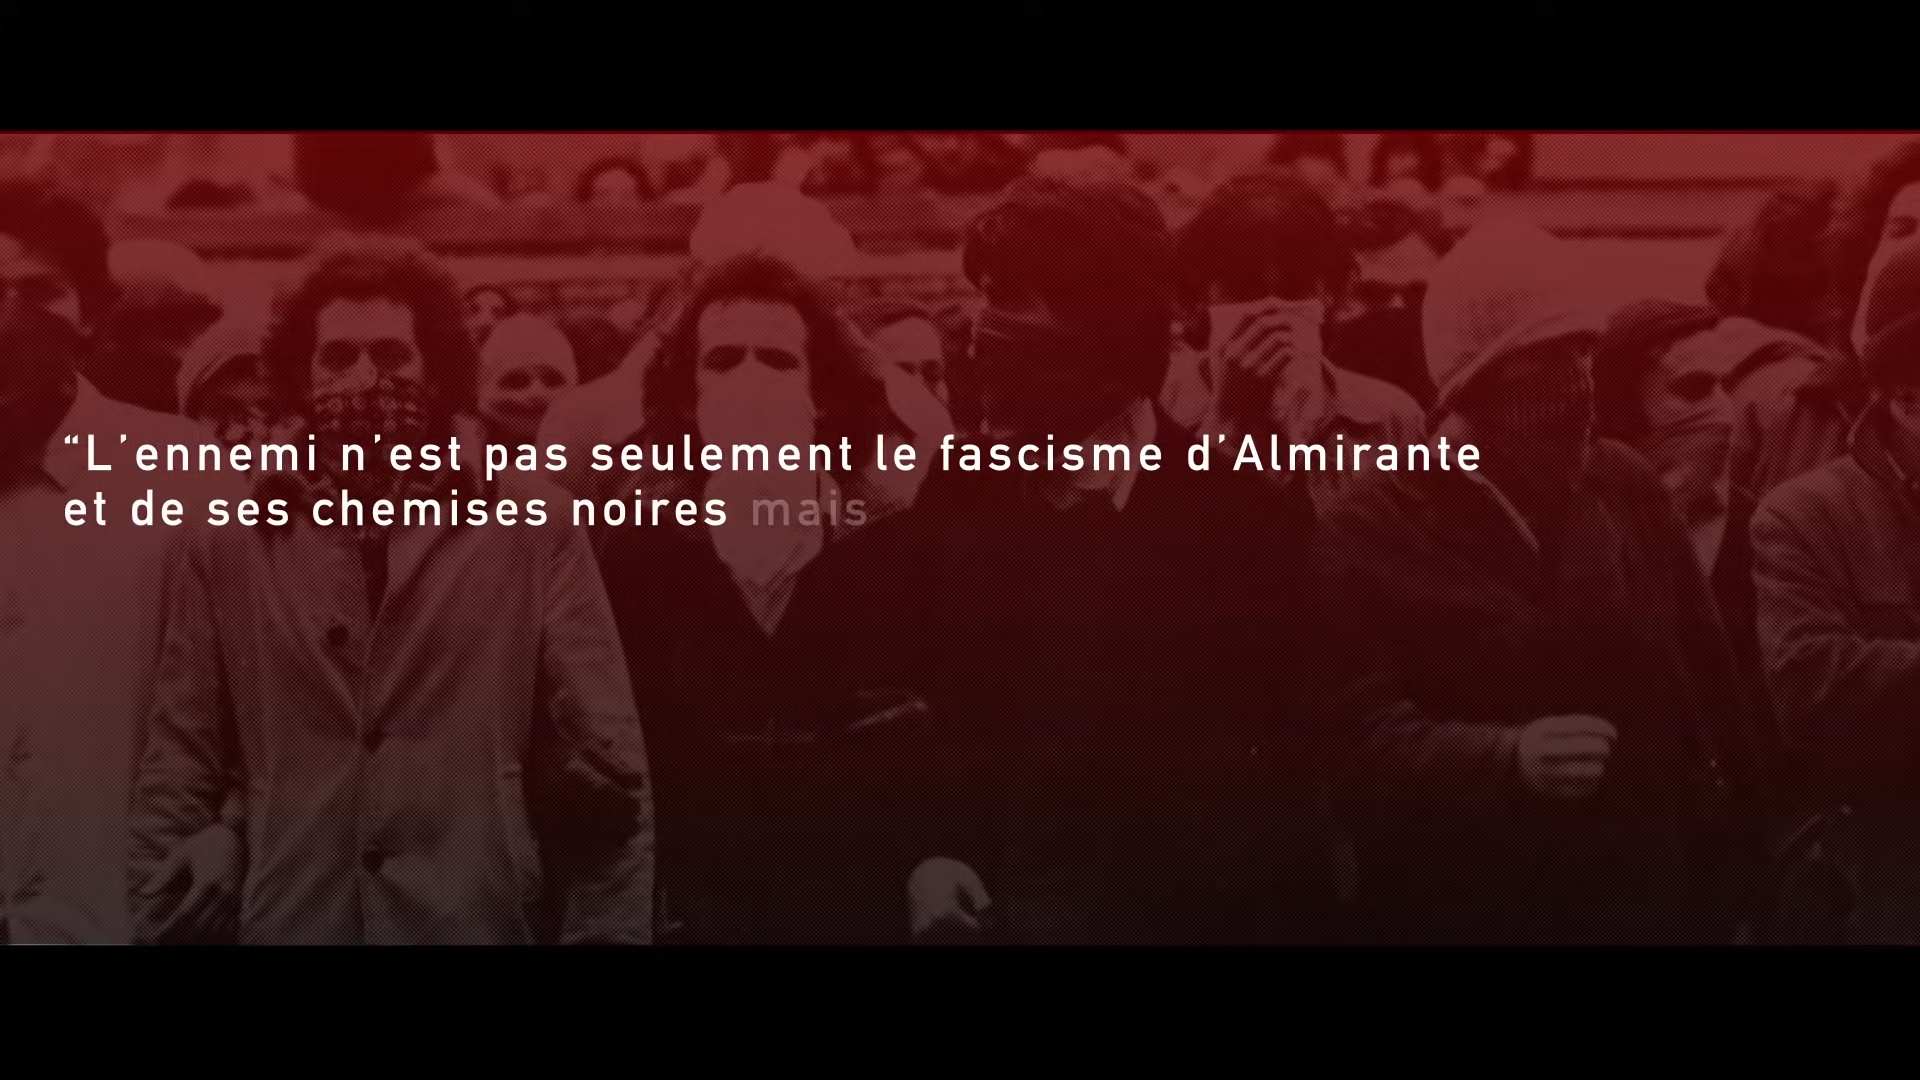 “L’ennemi n’est pas seulement le fascisme d’Almirante
et de ses chemises noires mais